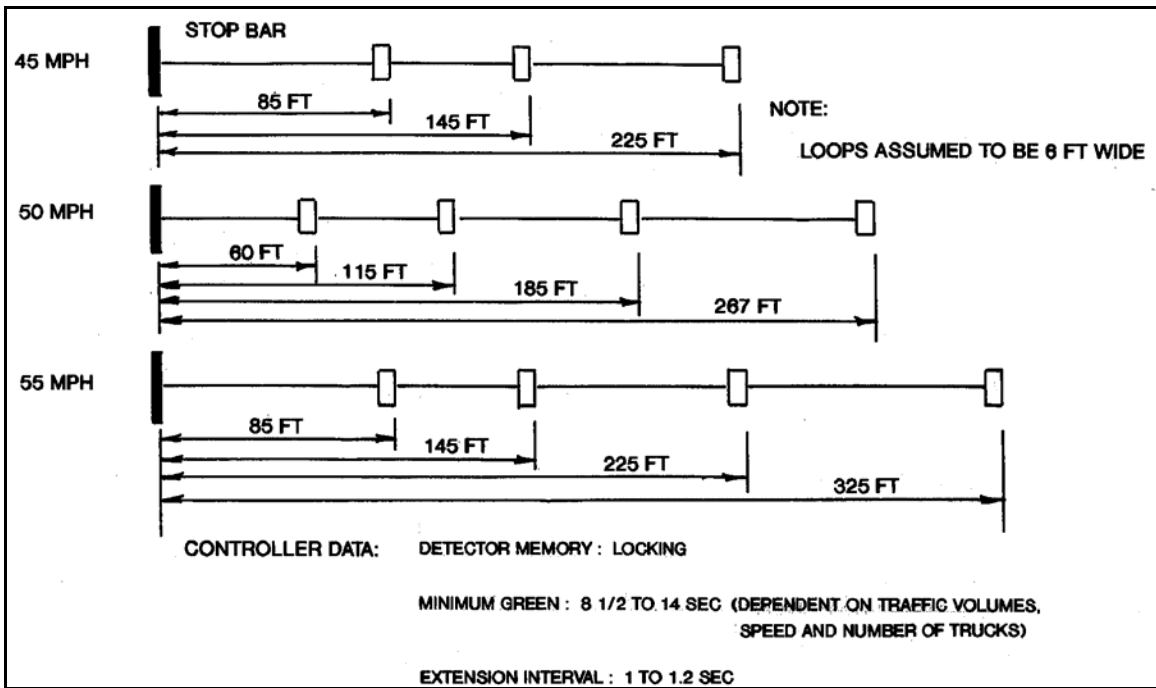 STOP BAR
45 MPH
85 FT
145 FT
225 FT
NOTE:
LOOPS ASSUMED TO BE 6 FT WIDE
50 MPH
60 FT
115 FT
185 FT
267 FT
55 MPH
85 FT
145 FT
225 FT
325 FT
CONTROLLER DATA: DETECTOR MEMORY : LOCKING
MINIMUM GREEN : 8 1/2 TO 14 SEC (DEPENDENT ON TRAFFIC VOLUMES,
SPEED AND NUMBER OF TRUCKS)
EXTENSION INTERVAL : 1 TO 1.2 SEC